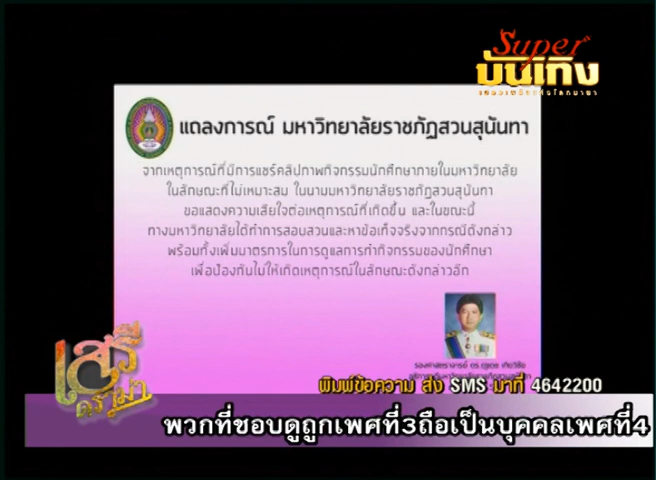 Super
บันเทิง
แถลงการณ์ มหาวิทยาลัยราชภัฏสวนสุนันทา
จากเหตุการณ์ที่มีการแชร์คลิปภาพกิจกรรมนักศึกษาภายในมหาวิทยาลัย
ในลักษณะที่ไม่เหมาะสม ในนามมหาวิทยาลัยราชภัฏสวนสุนันทา
ขอแสดงความเสียใจต่อเหตุการณ์ที่เกิดขึ้น และในขณะนี้
ทางมหาวิทยาลัยได้ทำการสอบสวนและหาข้อเท็จจริงจากกรณีดังกล่าว
พร้อมทั้งเพิ่มมาตรการในการดูแลการทำกิจกรรมของนักศึกษา
เพื่อป้องกันไม่ให้เกิดเหตุการณ์ในลักษณะดังกล่าวอีก
รองศาสตราจารย์ ดร.
เสรี
ดราม่า
พิมพ์ข้อความ ส่ง SMS มาที่ 4642200
พวกที่ชอบดูถูกเพศที่3ถือเป็นบุคคลเพศที่4